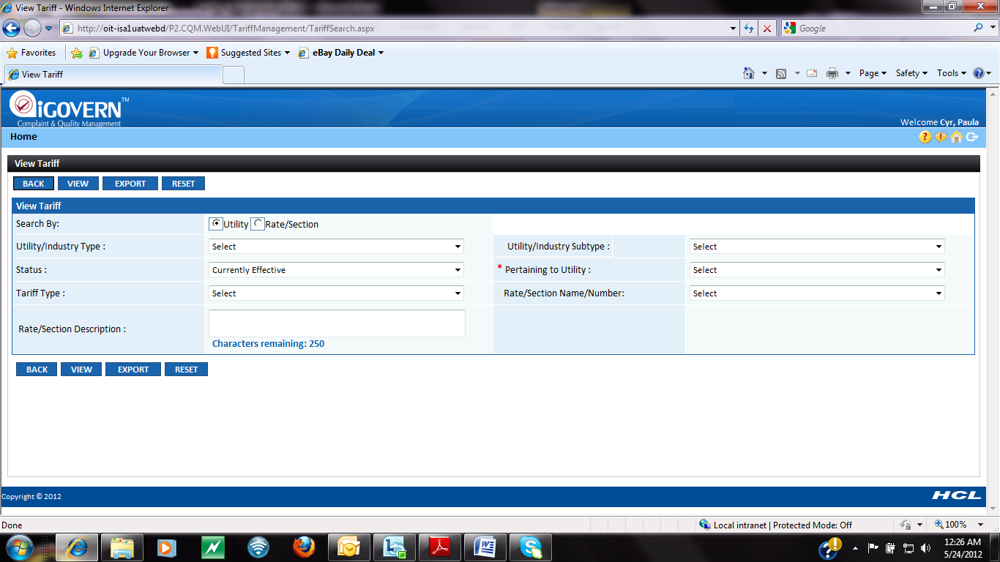 View Tariff - Windows Internet Explorer
http://oit-isa1uatwebd/P2.CQM.WebUI/TariffManagement/TariffSearch.aspx
Google
Favorites Upgrade Your Browser Suggested Sites eBay Daily Deal
View Tariff
Page Safety Tools
iGOVERN™
Complaint & Quality Management
Welcome Cyr, Paula
Home
View Tariff
BACK VIEW EXPORT RESET
View Tariff
Search By: Utility Rate/Section
Utility/Industry Type : Select Utility/Industry Subtype : Select
Status : Currently Effective * Pertaining to Utility : Select
Tariff Type : Select Rate/Section Name/Number: Select
Rate/Section Description :
Characters remaining: 250
BACK VIEW EXPORT RESET
Copyright © 2012 HCL
Done Local intranet | Protected Mode: Off 100%
12:26 AM
5/24/2012